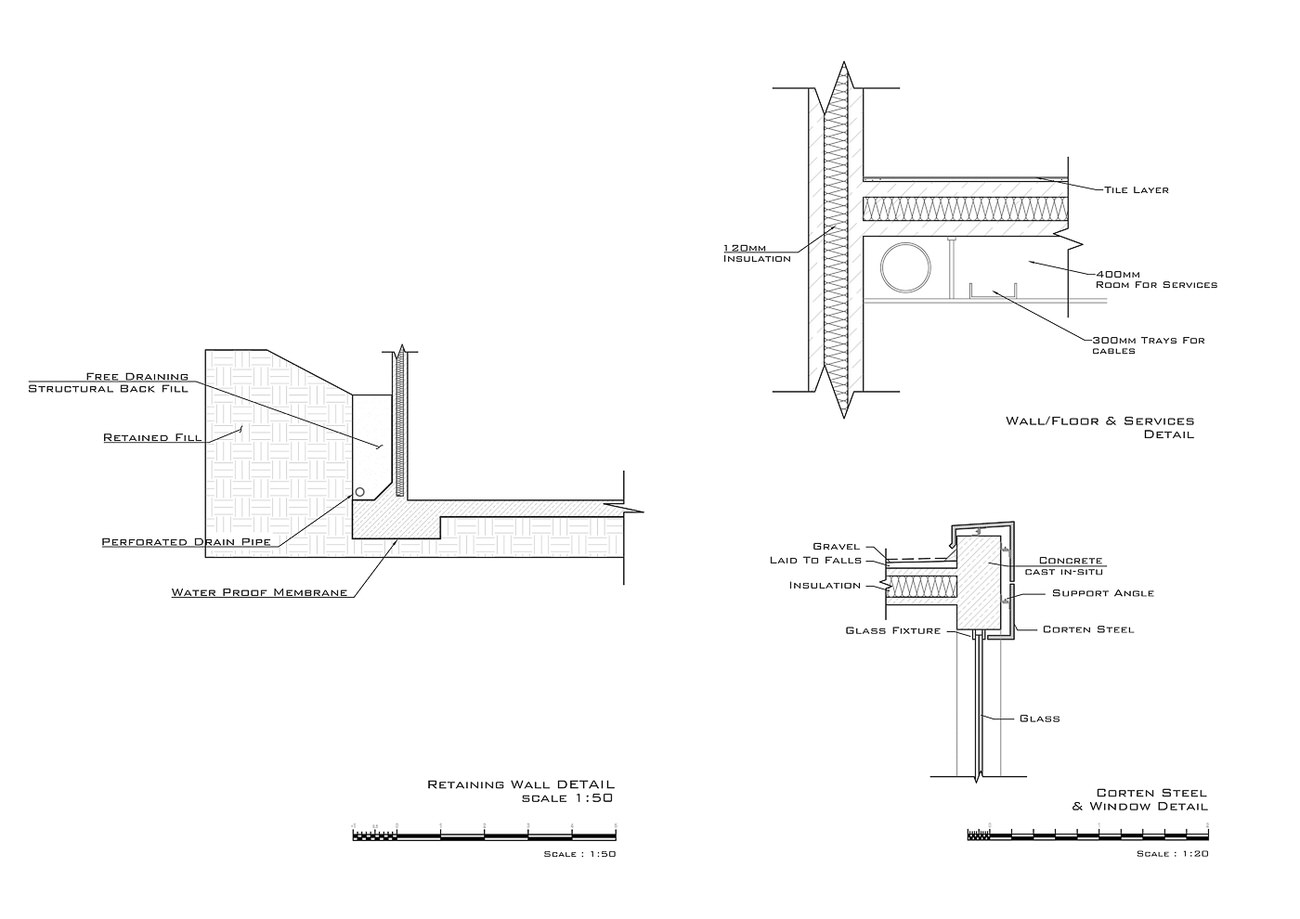 Free Draining
Structural Back Fill
Retained Fill
Perforated Drain Pipe
Water Proof Membrane
Retaining Wall DETAIL
SCALE 1:50
Scale : 1:50
120mm
Insulation
Tile Layer
400mm
Room For Services
300mm Trays For
cables
Wall/Floor & Services
Detail
Gravel
Laid To Falls
Insulation
Glass Fixture
Concrete
cast in-situ
Support Angle
Corten Steel
Glass
Corten Steel
& Window Detail
Scale : 1:20